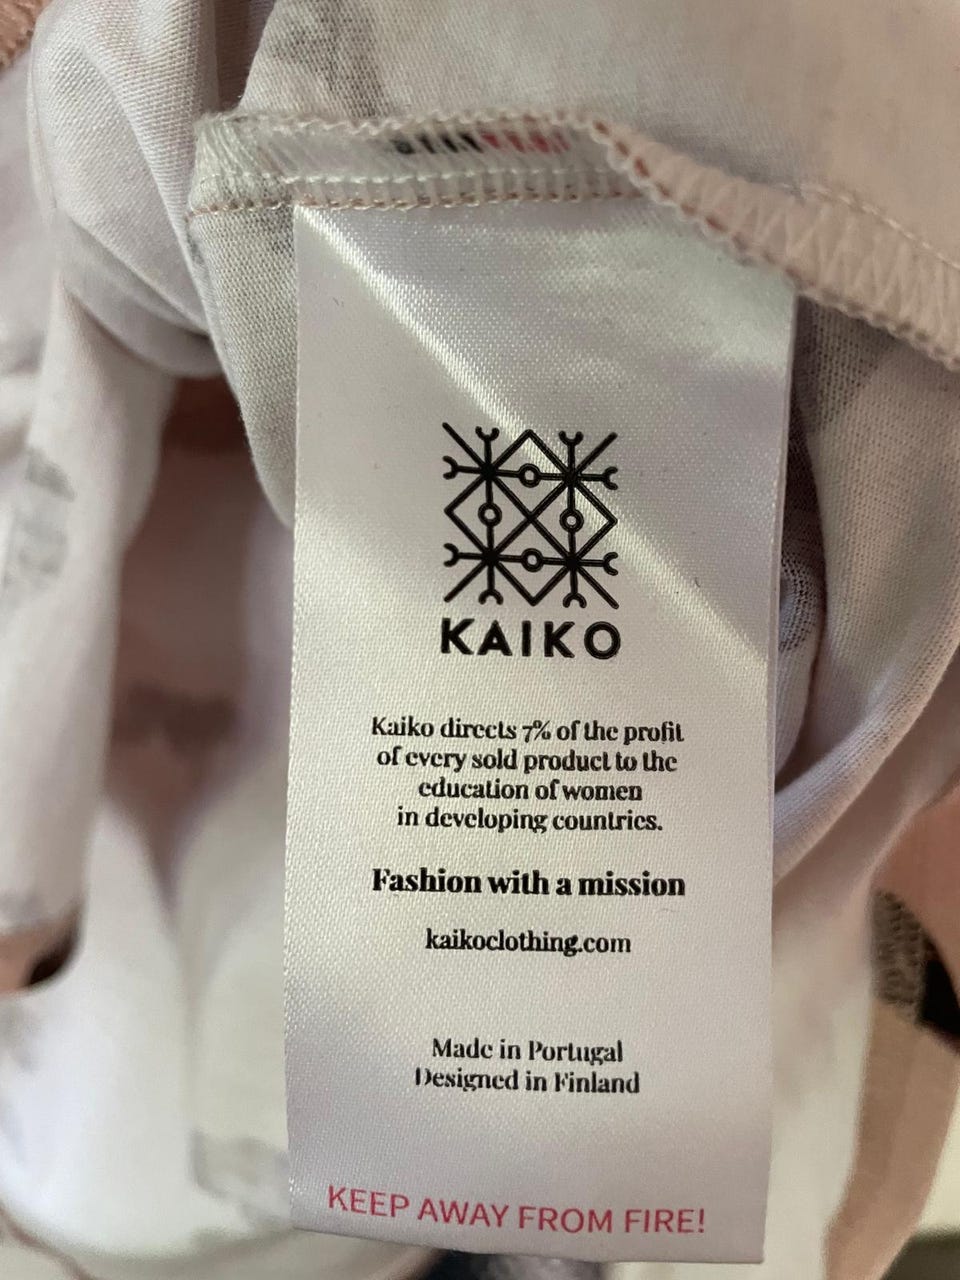 KAIKO
Kaiko directs 7% of the profit
of every sold product to the
education of women
in developing countries.
Fashion with a mission
kaikoclothing.com
Made in Portugal
Designed in Finland
KEEP AWAY FROM FIRE!